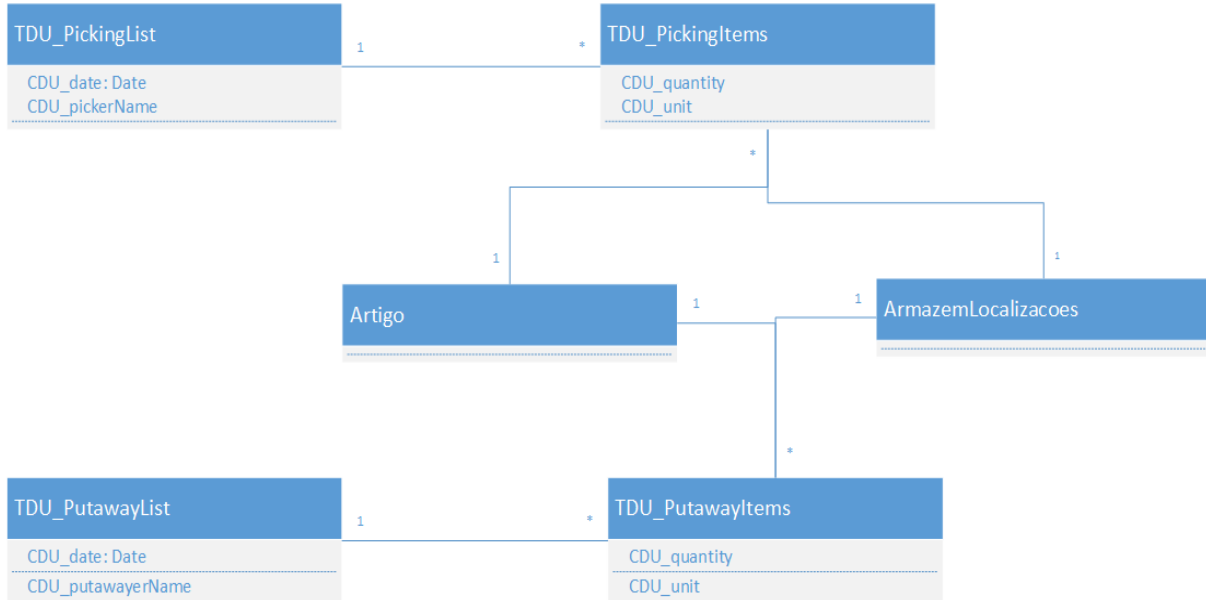 TDU_PickingList
1
*
TDU_PickingItems
CDU_date: Date
CDU_pickerName
CDU_quantity
CDU_unit
*
1
1
Artigo
1
1
ArmazemLocalizacoes
*
TDU_PutawayList
1
*
TDU_PutawayItems
CDU_date: Date
CDU_putawayerName
CDU_quantity
CDU_unit